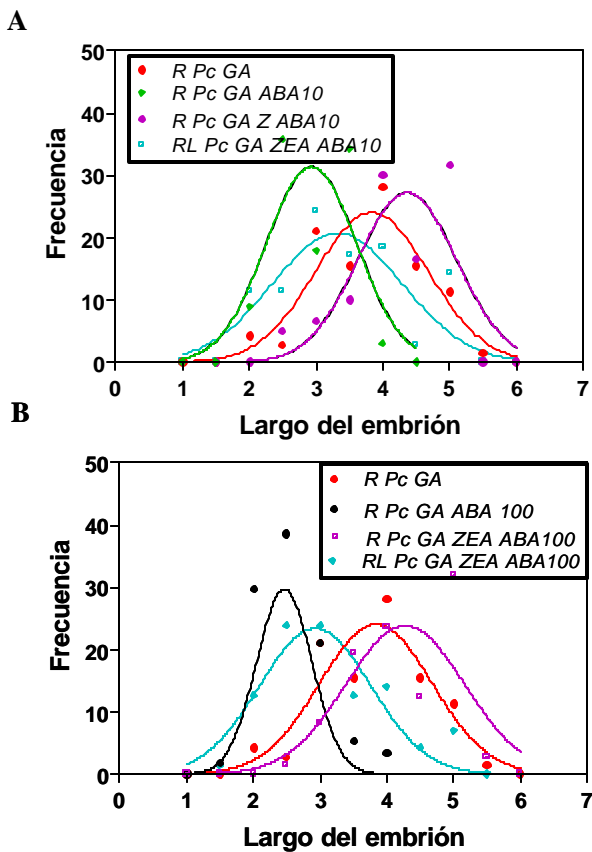 A
50
40
30
20
10
0
Frecuencia
R Pc GA
R Pc GA ABA10
R Pc GA Z ABA10
RL Pc GA ZEA ABA10
0 1 2 3 4 5 6 7
Largo del embrión
B
50
40
30
20
10
0
Frecuencia
R Pc GA
R Pc GA ABA 100
R Pc GA ZEA ABA100
RL Pc GA ZEA ABA100
0 1 2 3 4 5 6 7
Largo del embrión